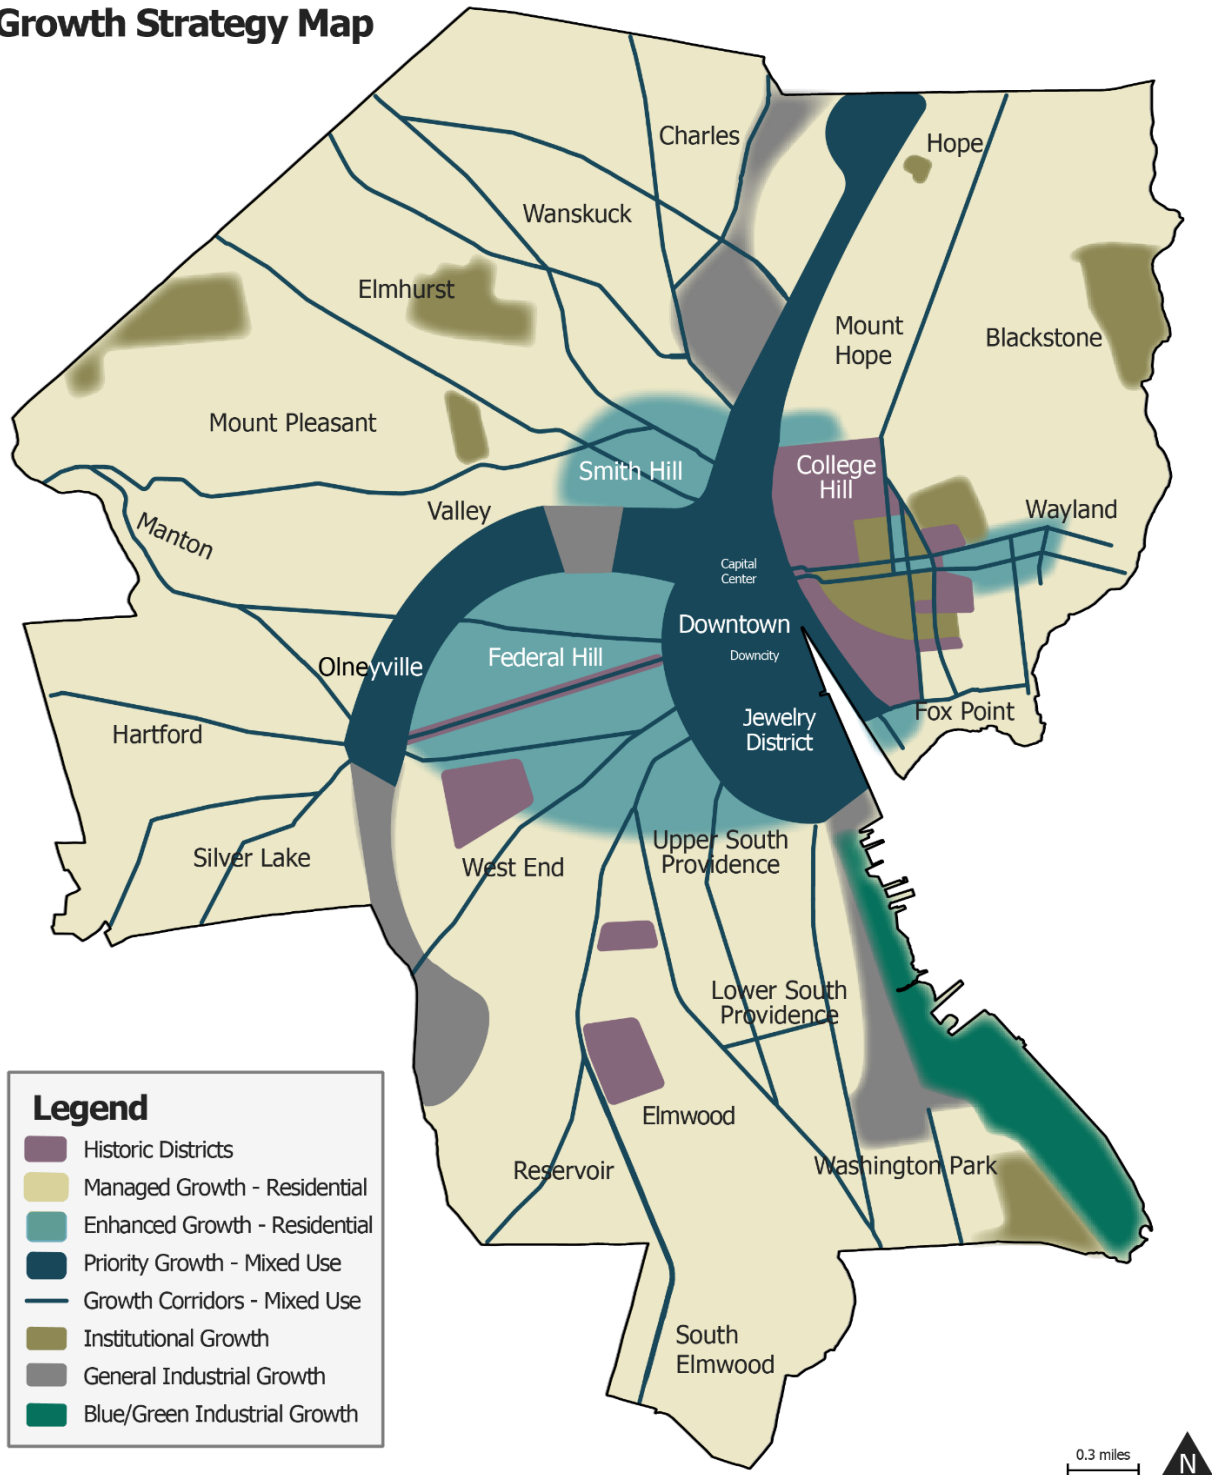 Growth Strategy Map
Charles
Hope
Wanskuck
Elmhurst
Mount
Hope
Blackstone
Mount Pleasant
Smith Hill
College
Hill
Valley
Wayland
Manton
Capital
Center
Downtown
Downcity
Federal Hill
Olneyville
Jewelry
District
Fox Point
Hartford
Silver Lake
West End
Upper South
Providence
Lower South
Providence
Elmwood
Reservoir
Washington Park
South
Elmwood
Legend
Historic Districts
Managed Growth - Residential
Enhanced Growth - Residential
Priority Growth - Mixed Use
Growth Corridors - Mixed Use
Institutional Growth
General Industrial Growth
Blue/Green Industrial Growth
0.3 miles
N